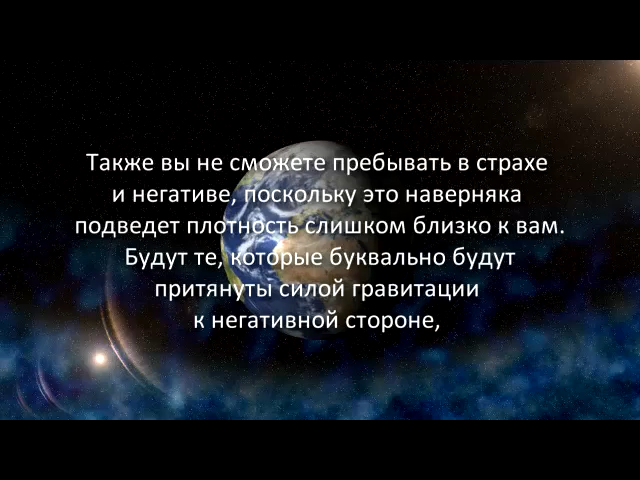 Также вы не сможете пребывать в страхе
и негативе, поскольку это наверняка
подведет плотность слишком близко к вам.
Будут те, которые буквально будут
притянуты силой гравитации
к негативной стороне,